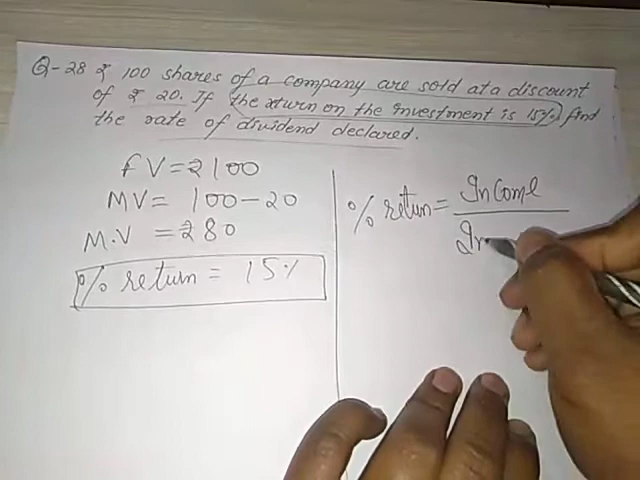 Q-28 ₹ 100 shares of a company are sold at a discount
of ₹ 20. If the return on the investment is 15% find
the rate of dividend declared.
FV = ₹100
MV = 100-20
M.V = ₹80
% return = 15%
% return = Income
In